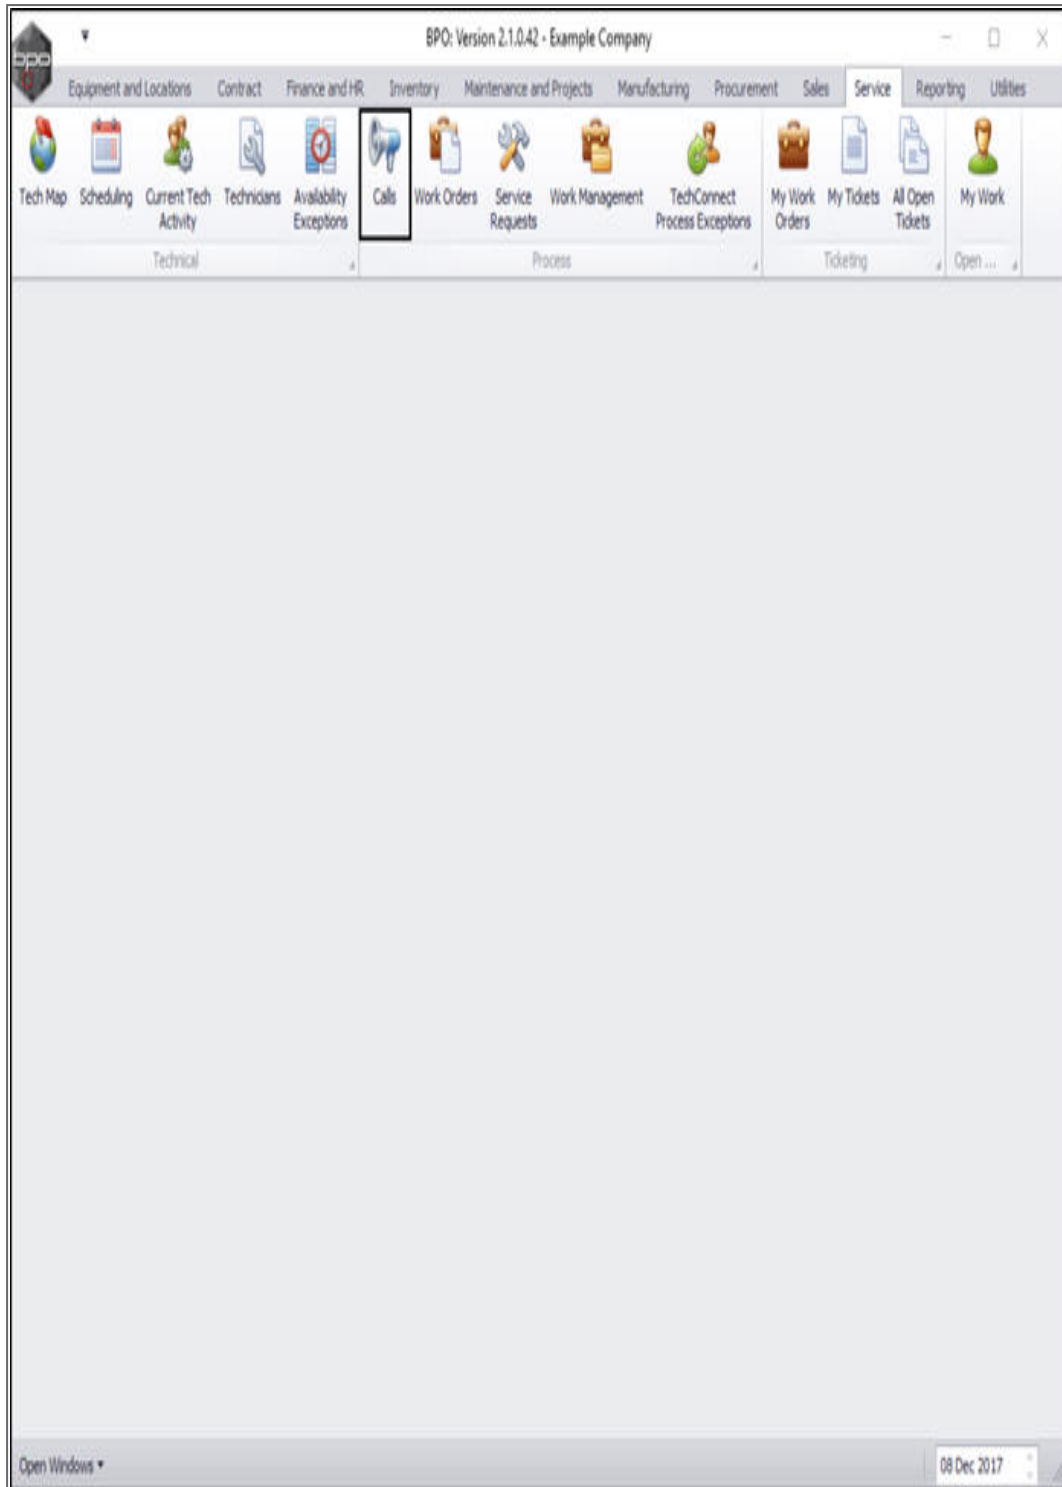 BPO: Version 2.1.0.42 - Example Company
bpo
Equipment and Locations Contract Finance and HR Inventory Maintenance and Projects Manufacturing Procurement Sales Service Reporting Utilities
Tech Map Scheduling Current Tech Technicians Availability Calls Work Orders Service Work Management TechConnect My Work My Tickets All Open My Work
Activity Exceptions Requests Process Exceptions Orders Tickets
Technical Process Ticketing Open ...
Open Windows 08 Dec 2017